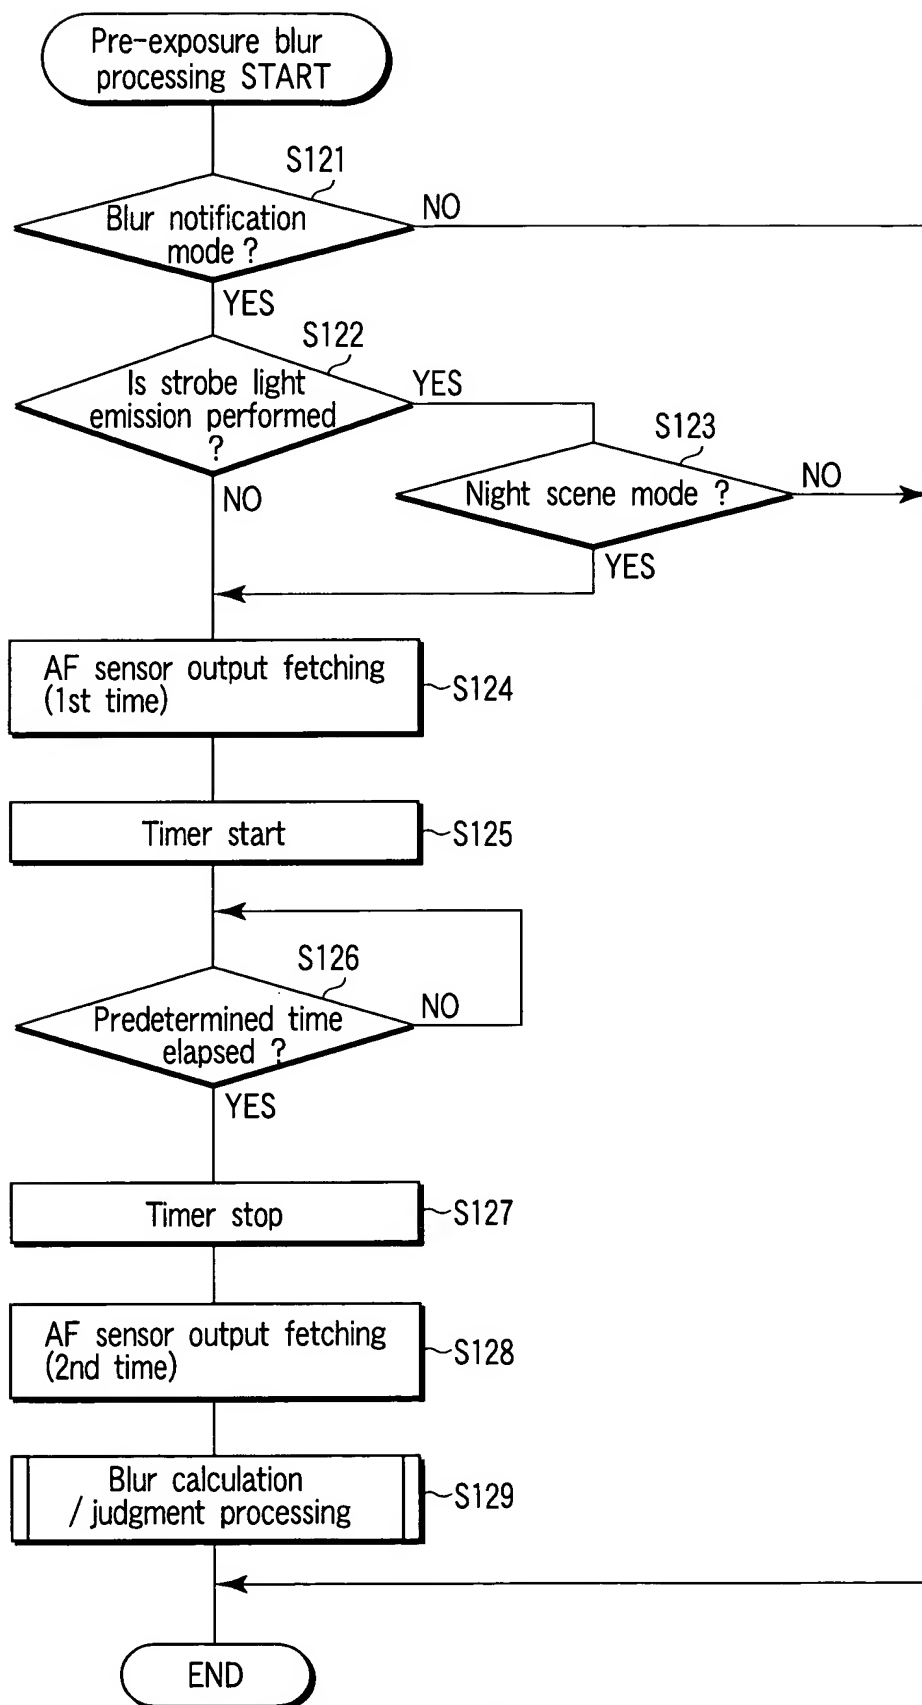 Pre-exposure blur
processing START
S121
Blur notification
mode ?
NO
YES
S122
Is strobe light
emission performed
?
YES
NO
S123
Night scene mode ?
NO
YES
AF sensor output fetching
(1st time)
S124
Timer start
S125
S126
Predetermined time
elapsed ?
NO
YES
Timer stop
S127
AF sensor output fetching
(2nd time)
S128
Blur calculation
/ judgment processing
S129
END